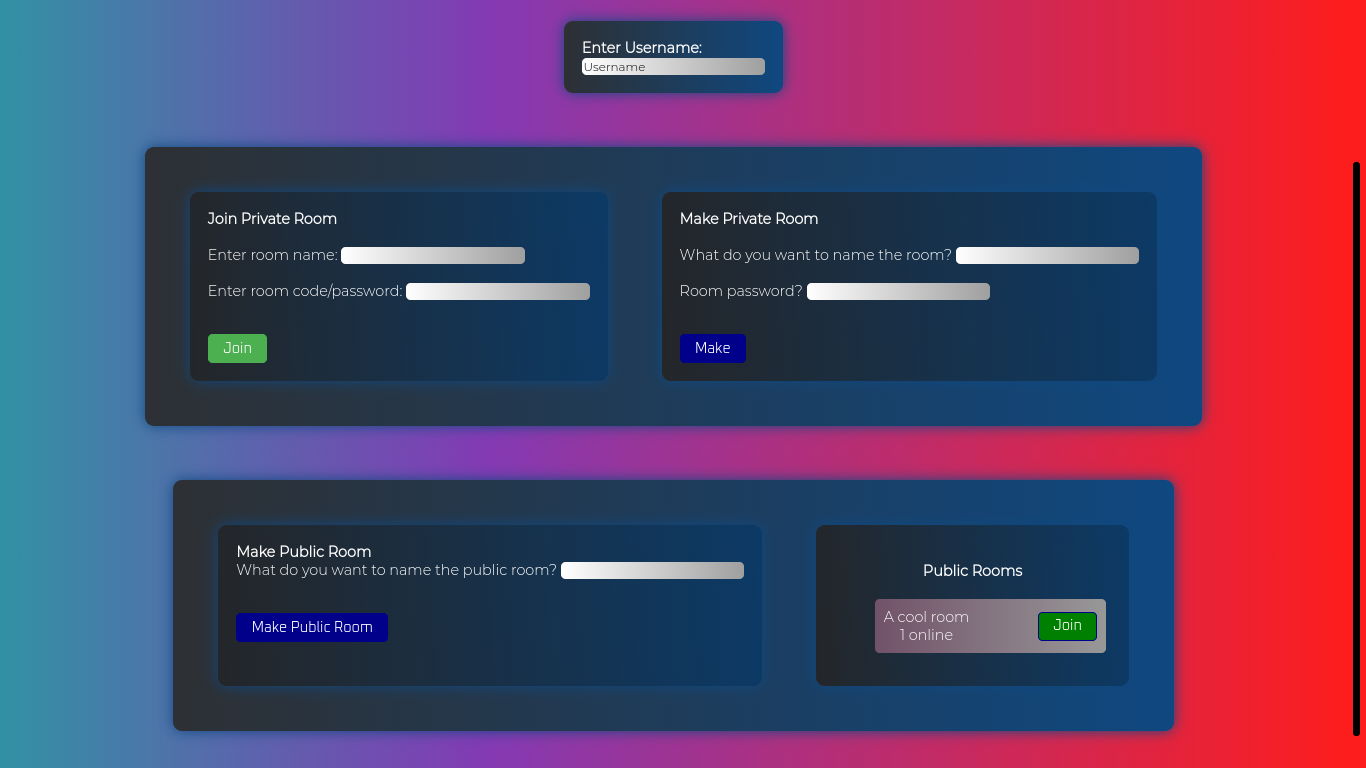 Enter Username:
Username
Join Private Room
Enter room name:
Enter room code/password:
Join
Make Private Room
What do you want to name the room?
Room password?
Make
Make Public Room
What do you want to name the public room?
Make Public Room
Public Rooms
A cool room
1 online
Join